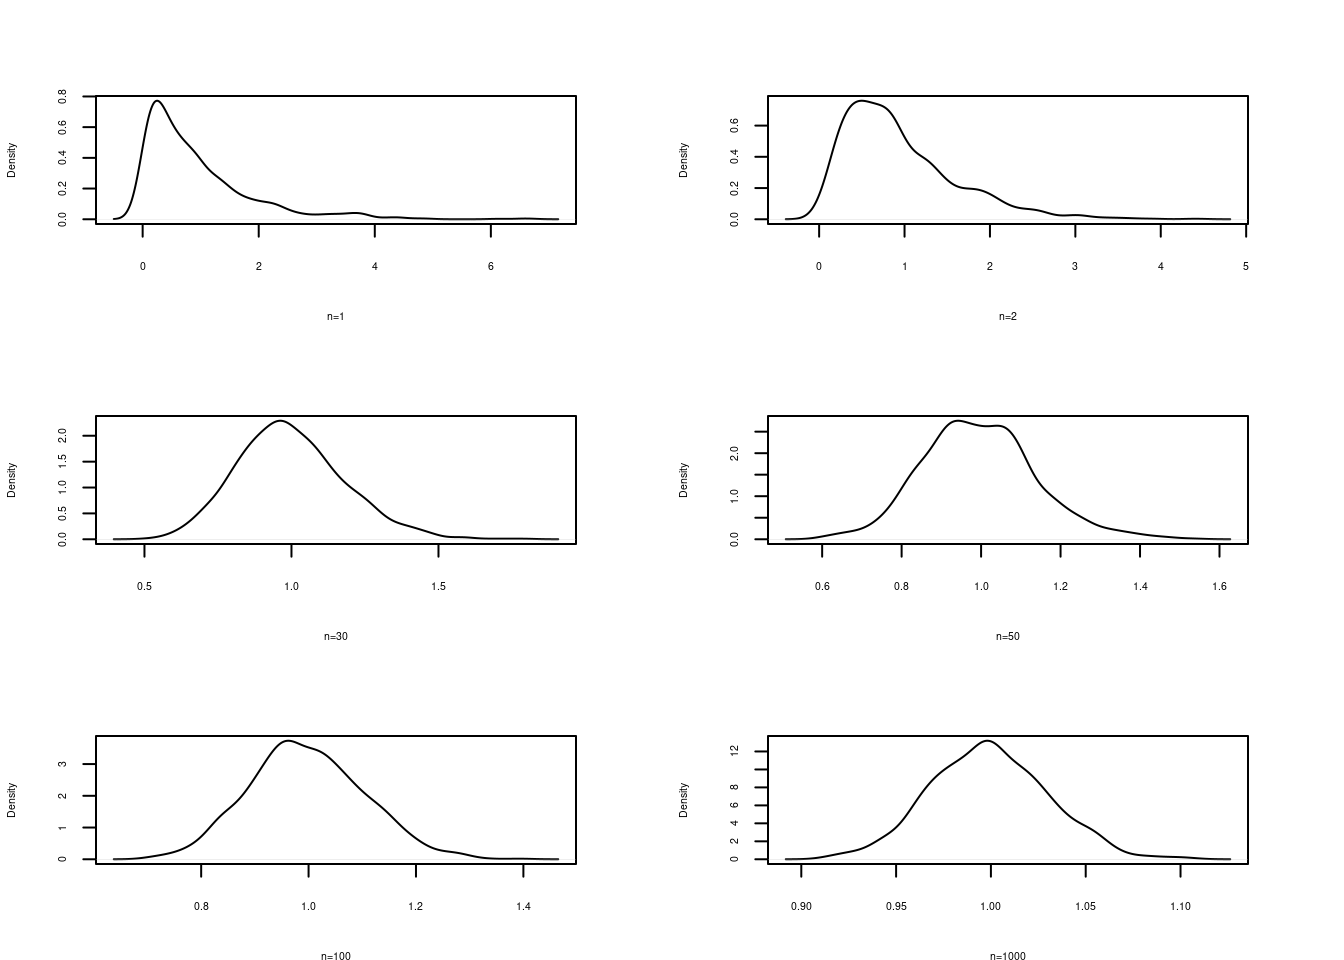 Density
0.0 0.2 0.4 0.6 0.8
0 2 4 6
n=1
Density
0.0 0.2 0.4 0.6
0 1 2 3 4 5
n=2
Density
0.0 0.5 1.0 1.5 2.0
0.5 1.0 1.5
n=30
Density
0.0 1.0 2.0
0.6 0.8 1.0 1.2 1.4 1.6
n=50
Density
0 1 2 3
0.8 1.0 1.2 1.4
n=100
Density
0 2 4 6 8 12
0.90 0.95 1.00 1.05 1.10
n=1000